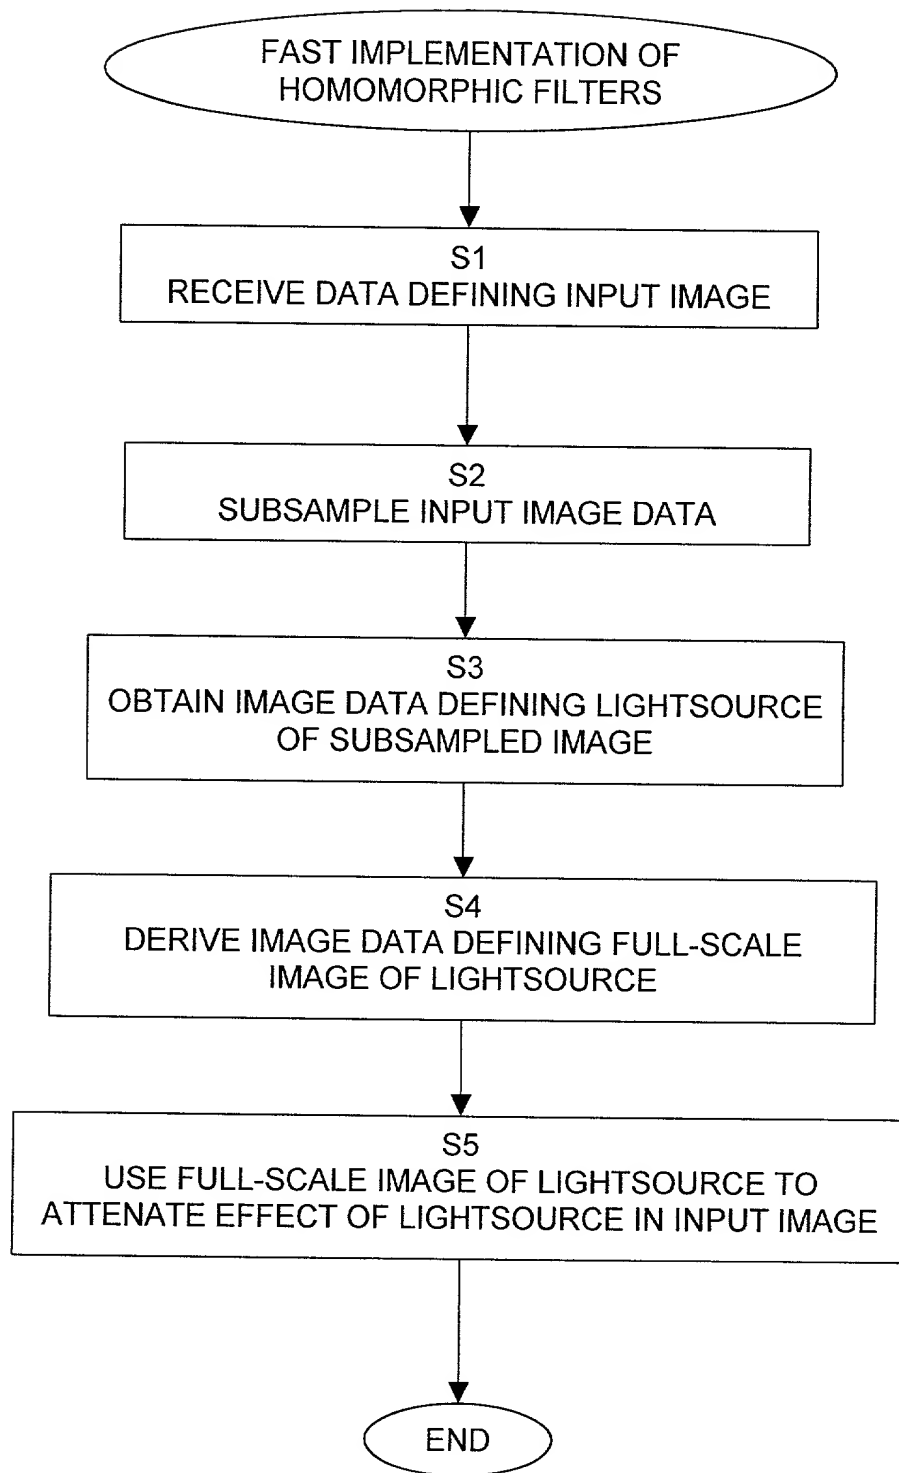 FAST IMPLEMENTATION OF
HOMOMORPHIC FILTERS
S1
RECEIVE DATA DEFINING INPUT IMAGE
S2
SUBSAMPLE INPUT IMAGE DATA
S3
OBTAIN IMAGE DATA DEFINING LIGHTSOURCE
OF SUBSAMPLED IMAGE
S4
DERIVE IMAGE DATA DEFINING FULL-SCALE
IMAGE OF LIGHTSOURCE
S5
USE FULL-SCALE IMAGE OF LIGHTSOURCE TO
ATTENATE EFFECT OF LIGHTSOURCE IN INPUT IMAGE
END